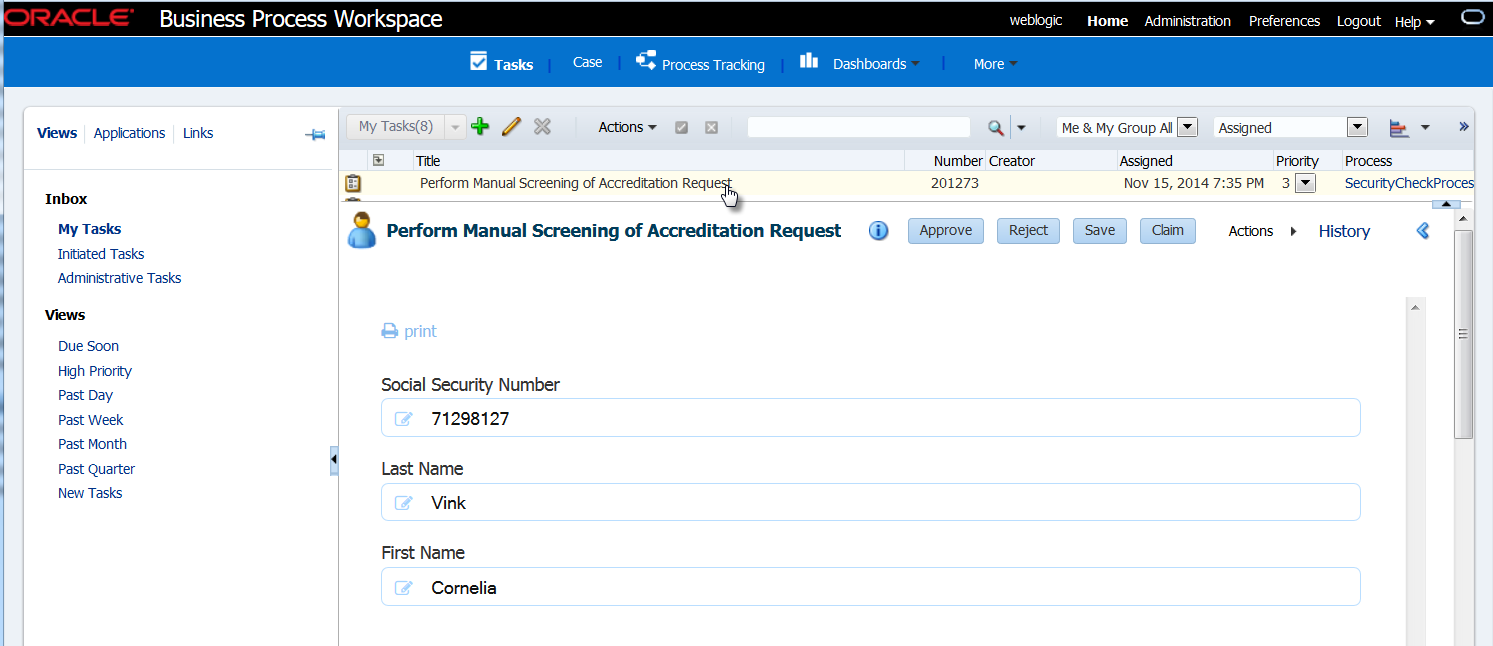 ORACLE Business Process Workspace weblogic Home Administration Preferences Logout Help
Tasks Case Process Tracking Dashboards More
Views Applications Links
Inbox
My Tasks
Initiated Tasks
Administrative Tasks
Views
Due Soon
High Priority
Past Day
Past Week
Past Month
Past Quarter
New Tasks
My Tasks(8) Actions Me & My Group All Assigned
Title Number Creator Assigned Priority Process
Perform Manual Screening of Accreditation Request 201273 Nov 15, 2014 7:35 PM 3 SecurityCheckProces
Perform Manual Screening of Accreditation Request Approve Reject Save Claim Actions History
print
Social Security Number
71298127
Last Name
Vink
First Name
Cornelia